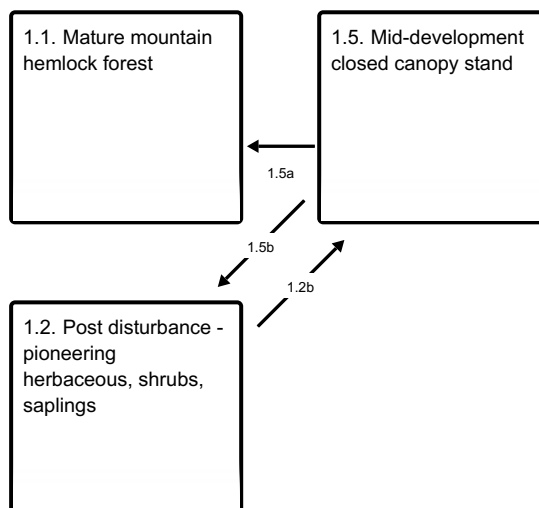 1.1. Mature mountain
hemlock forest
1.5. Mid-development
closed canopy stand
1.5a
1.5b
1.2b
1.2. Post disturbance -
pioneering
herbaceous, shrubs,
saplings